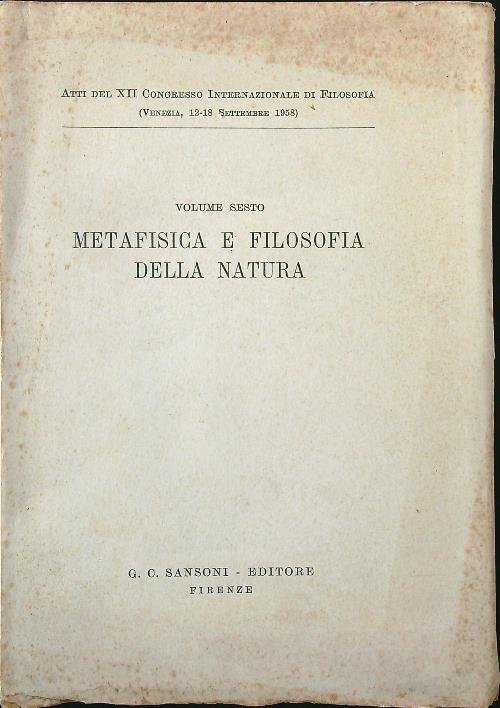 Atti del XII Congresso Internazionale di Filosofia
(Venezia, 12-18 Settembre 1958)
VOLUME SESTO
METAFISICA E FILOSOFIA
DELLA NATURA
G. C. SANSONI - EDITORE
FIRENZE